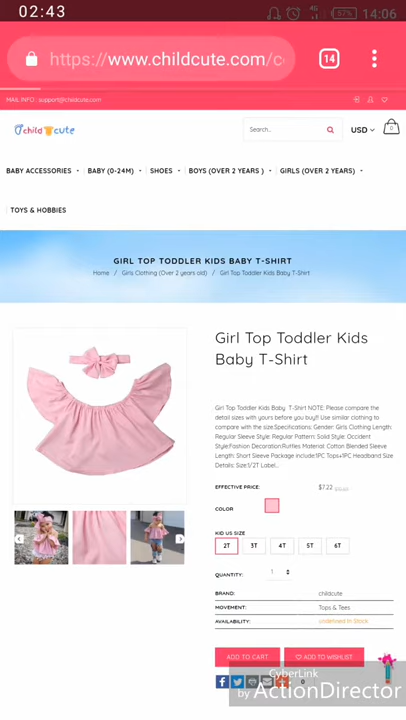 02:43
4G
57%
14:06
https://www.childcute.com/c
14
MAIL INFO: support@childcute.com
child cute
Search..
USD
0
BABY ACCESSORIES
BABY (0-24M)
SHOES
BOYS (OVER 2 YEARS )
GIRLS (OVER 2 YEARS)
TOYS & HOBBIES
GIRL TOP TODDLER KIDS BABY T-SHIRT
Home / Girls Clothing (Over 2 years old) / Girl Top Toddler Kids Baby T-Shirt
Girl Top Toddler Kids
Baby T-Shirt
Girl Top Toddler Kids Baby T-Shirt NOTE: Please compare the
detail sizes with yours before you buy!! Use similar clothing to
compare with the size.Specifications: Gender: Girls Clothing Length:
Regular Sleeve Style: Regular Pattern: Solid Style: Occident
Style:Fashion Decoration:Ruffles Material: Cotton Blended Sleeve
Length: Short Sleeve Package include:1PC Tops+1PC Headband Size
Details: Size:1/2T Label...
EFFECTIVE PRICE:
$7.22
COLOR
KID US SIZE
2T
3T
4T
5T
6T
QUANTITY:
1
BRAND:
childcute
MOVEMENT:
Tops & Tees
AVAILABILITY:
undefined In Stock
ADD TO CART
ADD TO WISHLIST
0
CyberLink
by ActionDirector